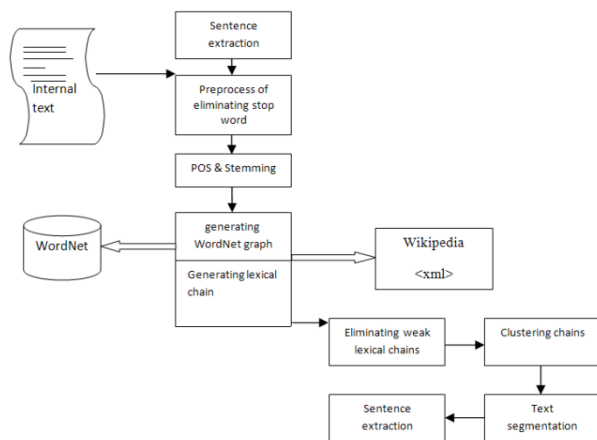 Sentence
extraction
Internal
text
Preprocess of
eliminating stop
word
POS & Stemming
generating
WordNet graph
WordNet
Wikipedia
<xml>
Generating lexical
chain
Eliminating weak
lexical chains
Clustering chains
Sentence
extraction
Text
segmentation